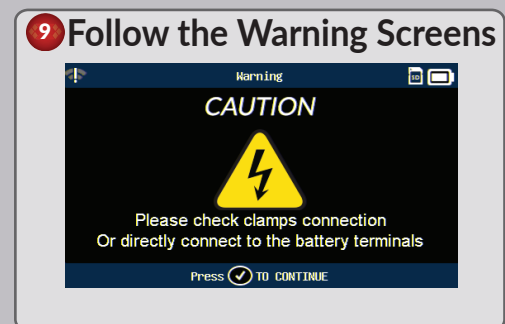 9 Follow the Warning Screens
Warning
SD
CAUTION
Please check clamps connection
Or directly connect to the battery terminals
Press ✓ TO CONTINUE